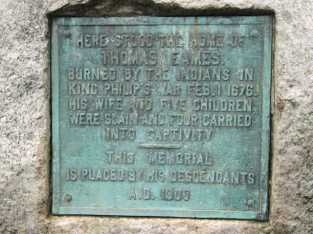 HERE STOOD THE HOME OF
THOMAS EAMES.
BURNED BY THE INDIANS IN
KING PHILIP'S WAR FEB. 1 1676.
HIS WIFE AND FIVE CHILDREN
WERE SLAIN AND FOUR CARRIED
INTO CAPTIVITY
THIS MEMORIAL
IS PLACED BY HIS DESCENDANTS
A.D.